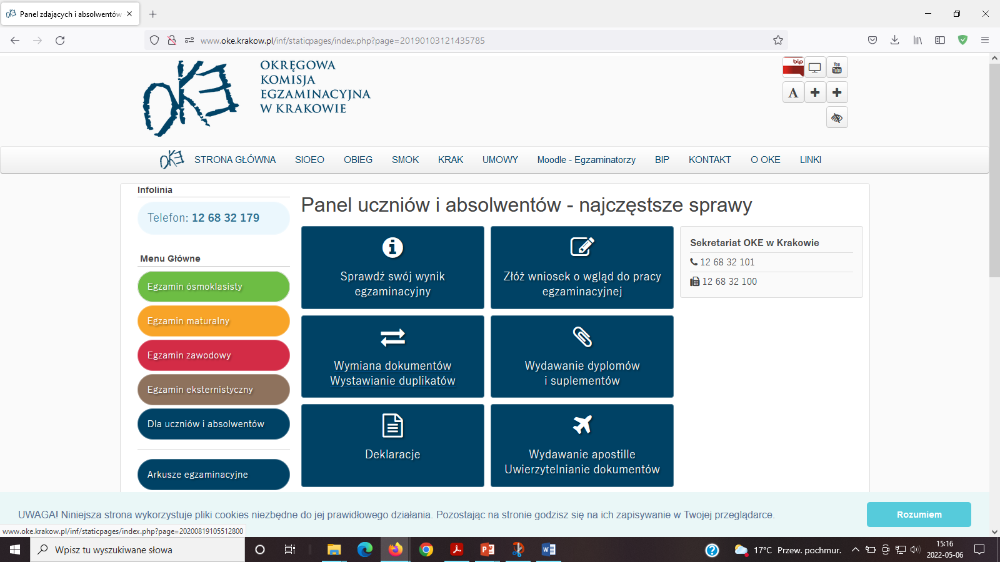 Panel zdających i absolwentów
www.oke.krakow.pl/inf/staticpages/index.php?page=20190103121435785
OKE
OKRĘGOWA
KOMISJA
EGZAMINACYJNA
W KRAKOWIE
bip
You
Tube
A
OKE STRONA GŁÓWNA SIOEO OBIEG SMOK KRAK UMOWY Moodle - Egzaminatorzy BIP KONTAKT O OKE LINKI
Infolinia
Telefon: 12 68 32 179
Menu Główne
Egzamin ósmoklasisty
Egzamin maturalny
Egzamin zawodowy
Egzamin eksternistyczny
Dla uczniów i absolwentów
Arkusze egzaminacyjne
Panel uczniów i absolwentów - najczęstsze sprawy
Sprawdź swój wynik
egzaminacyjny
Złóż wniosek o wgląd do pracy
egzaminacyjnej
Wymiana dokumentów
Wystawianie duplikatów
Wydawanie dyplomów
i suplementów
Deklaracje
Wydawanie apostille
Uwierzytelnianie dokumentów
Sekretariat OKE w Krakowie
12 68 32 101
12 68 32 100
UWAGA! Niniejsza strona wykorzystuje pliki cookies niezbędne do jej prawidłowego działania. Pozostając na stronie godzisz się na ich zapisywanie w Twojej przeglądarce.
Rozumiem
www.oke.krakow.pl/inf/staticpages/index.php?page=20200819105512800
Wpisz tu wyszukiwane słowa
17°C Przew. pochmur.
15:16
2022-05-06